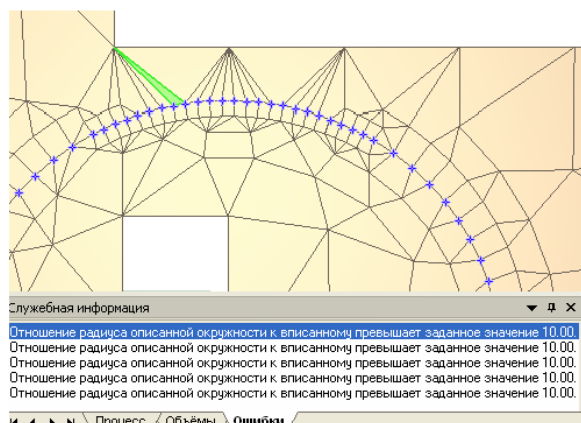 Служебная информация
Отношение радиуса описанной окружности к вписанному превышает заданное значение 10.00.
Отношение радиуса описанной окружности к вписанному превышает заданное значение 10.00.
Отношение радиуса описанной окружности к вписанному превышает заданное значение 10.00.
Отношение радиуса описанной окружности к вписанному превышает заданное значение 10.00.
Отношение радиуса описанной окружности к вписанному превышает заданное значение 10.00.
Процесс Объёмы Ошибки